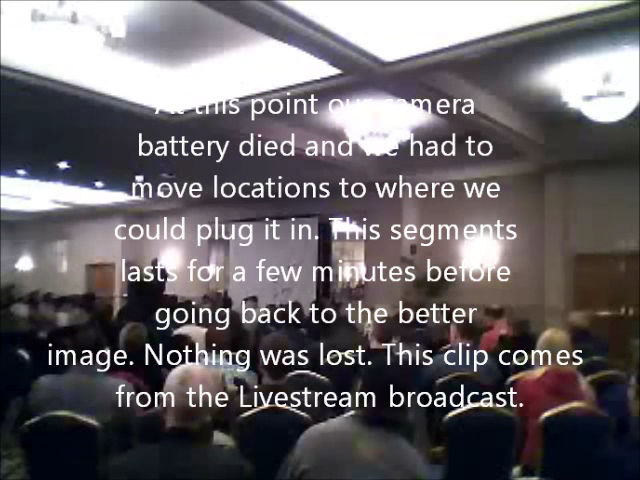 At this point our camera
battery died and we had to
move locations to where we
could plug it in. This segments
lasts for a few minutes before
going back to the better
image. Nothing was lost. This clip comes
from the Livestream broadcast.